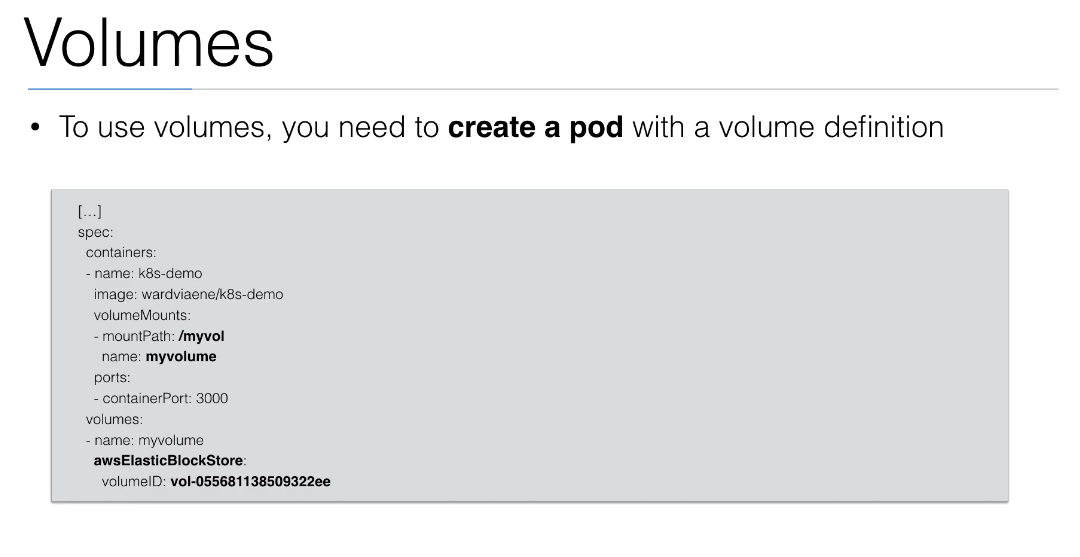 Volumes
• To use volumes, you need to create a pod with a volume definition
[…]
spec:
  containers:
  - name: k8s-demo
    image: wardviaene/k8s-demo
    volumeMounts:
    - mountPath: /myvol
      name: myvolume
    ports:
    - containerPort: 3000
  volumes:
  - name: myvolume
    awsElasticBlockStore:
      volumeID: vol-055681138509322ee